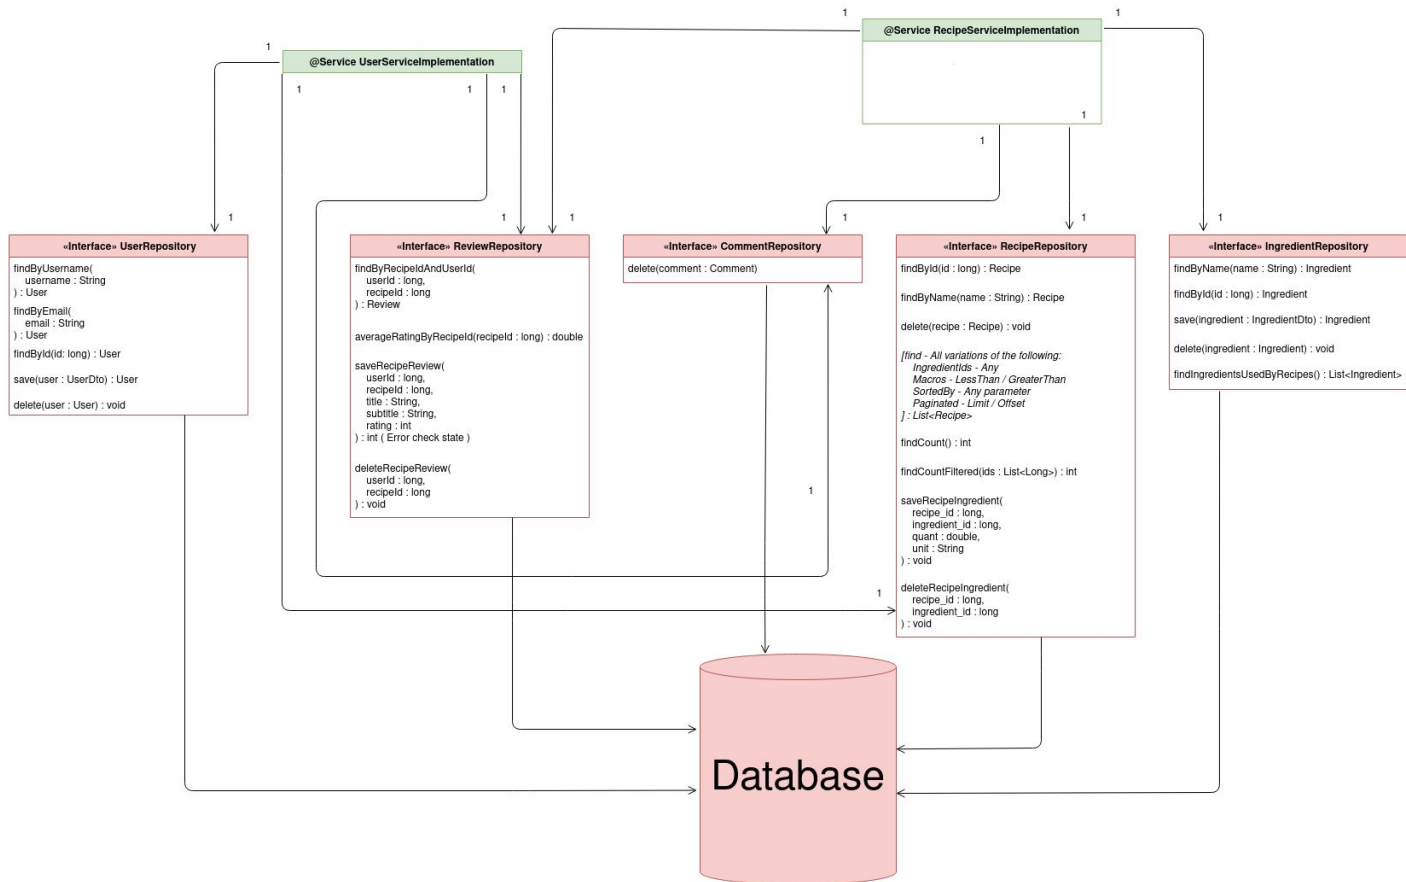 1
1
@Service RecipeServiceImplementation
1
@Service UserServiceImplementation
1
1
1
1
1
1
1
1
1
1
1
1
«Interface» UserRepository
findByUsername(
username : String
) : User
findByEmail(
email : String
) : User
findById(id: long) : User
save(user : UserDto) : User
delete(user : User) : void
«Interface» ReviewRepository
findByRecipeIdAndUserId(
userId : long,
recipeId : long
) : Review
averageRatingByRecipeId(recipeId : long) : double
saveRecipeReview(
userId : long,
recipeId : long,
title : String,
subtitle : String,
rating : int
) : int ( Error check state )
deleteRecipeReview(
userId : long,
recipeId : long
) : void
«Interface» CommentRepository
delete(comment : Comment)
1
«Interface» RecipeRepository
findById(id : long) : Recipe
findByName(name : String) : Recipe
delete(recipe : Recipe) : void
[find - All variations of the following:
IngredientIds - Any
Macros - LessThan / GreaterThan
SortedBy - Any parameter
Paginated - Limit / Offset
] : List<Recipe>
findCount() : int
findCountFiltered(ids : List<Long>) : int
saveRecipeIngredient(
recipe_id : long,
ingredient_id : long,
quant : double,
unit : String
) : void
deleteRecipeIngredient(
recipe_id : long,
ingredient_id : long
) : void
1
«Interface» IngredientRepository
findByName(name : String) : Ingredient
findById(id : long) : Ingredient
save(ingredient : IngredientDto) : Ingredient
delete(ingredient : Ingredient) : void
findIngredientsUsedByRecipes() : List<Ingredient>
Database